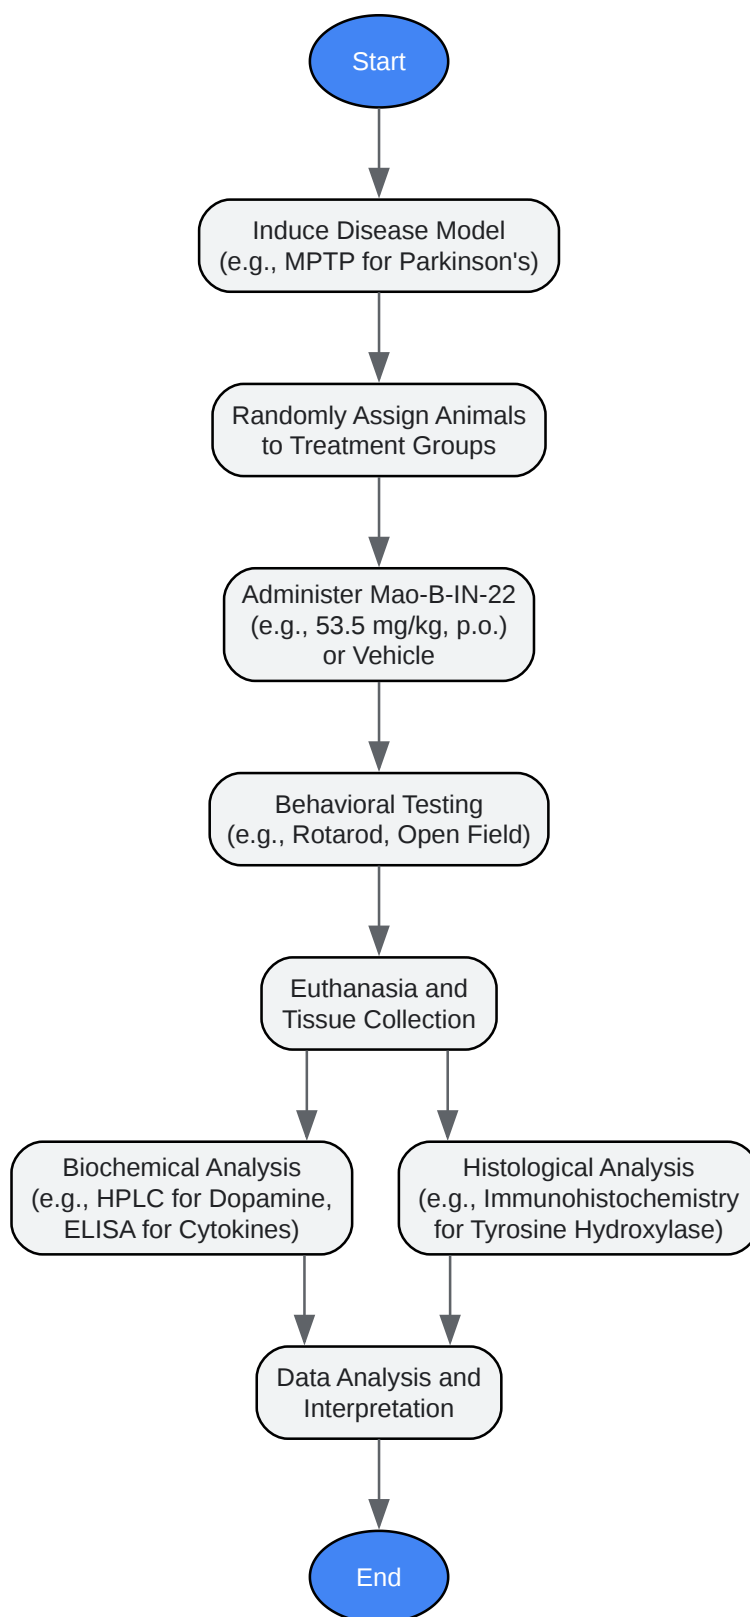 Start
Induce Disease Model
(e.g., MPTP for Parkinson's)
Randomly Assign Animals
to Treatment Groups
Administer Mao-B-IN-22
(e.g., 53.5 mg/kg, p.o.)
or Vehicle
Behavioral Testing
(e.g., Rotarod, Open Field)
Euthanasia and
Tissue Collection
Biochemical Analysis
(e.g., HPLC for Dopamine,
ELISA for Cytokines)
Histological Analysis
(e.g., Immunohistochemistry
for Tyrosine Hydroxylase)
Data Analysis and
Interpretation
End